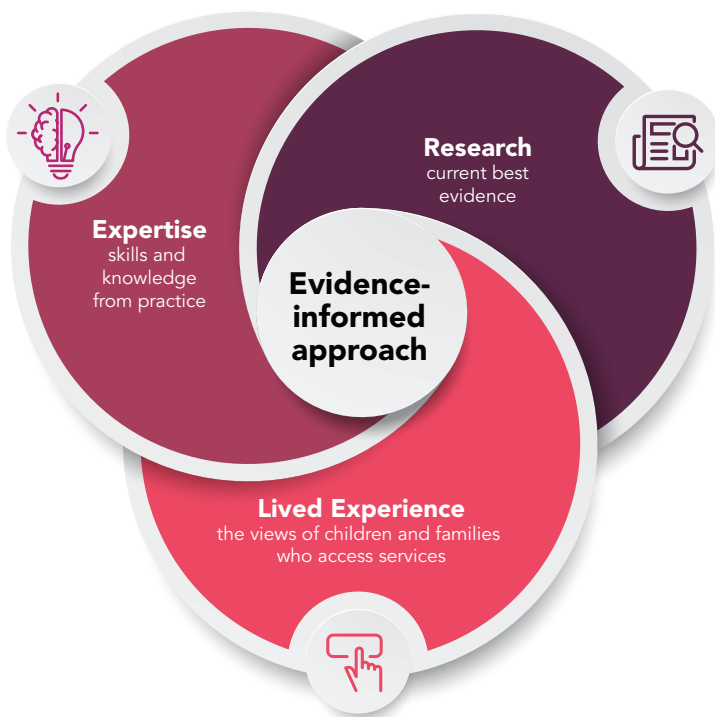 Expertise
skills and
knowledge
from practice
Research
current best
evidence
Evidence-
informed
approach
Lived Experience
the views of children and families
who access services